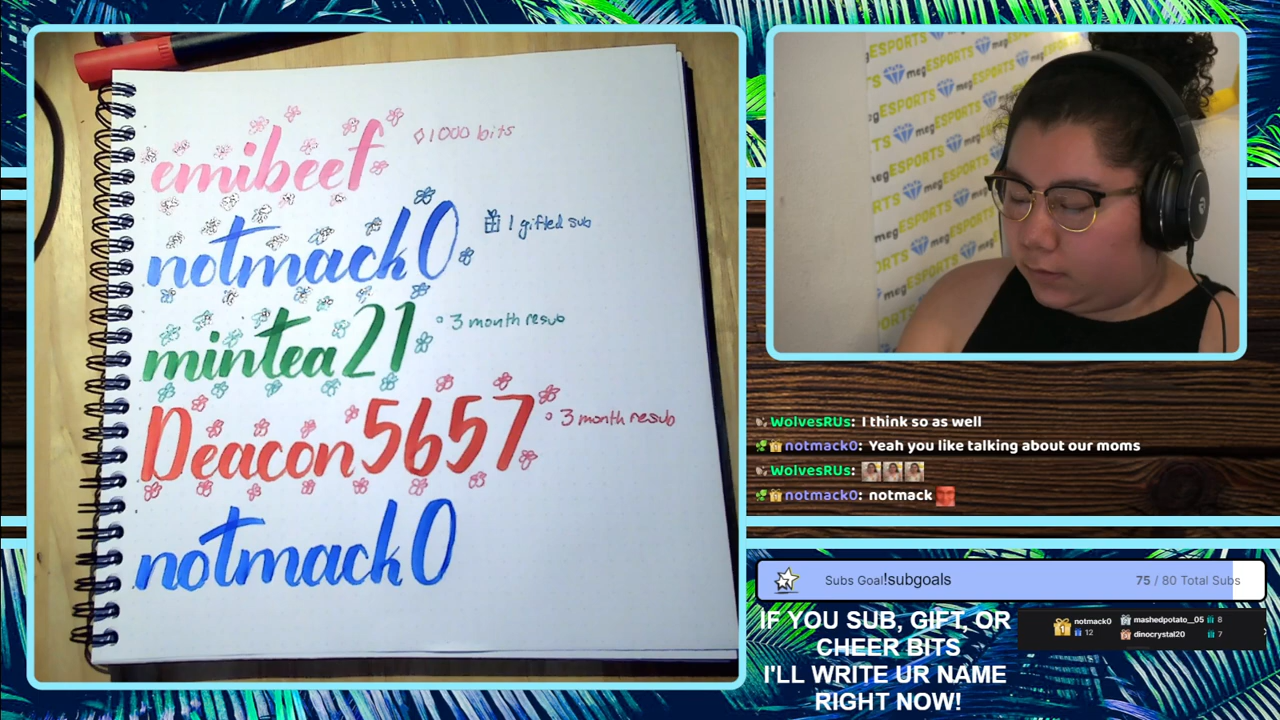 emibeef
1000 bits
notmack0
1 gifted sub
mintea21
3 month resub
Deacon5657
3 month resub
notmack0
megESPORTS
WolvesRUs: I think so as well
notmack0: Yeah you like talking about our moms
WolvesRUs:
notmack0: notmack
Subs Goal!subgoals
75 / 80 Total Subs
IF YOU SUB, GIFT, OR
CHEER BITS
I'LL WRITE UR NAME
RIGHT NOW!
1 notmack0
12
mashedpotato__05 8
dinocrystal20 7